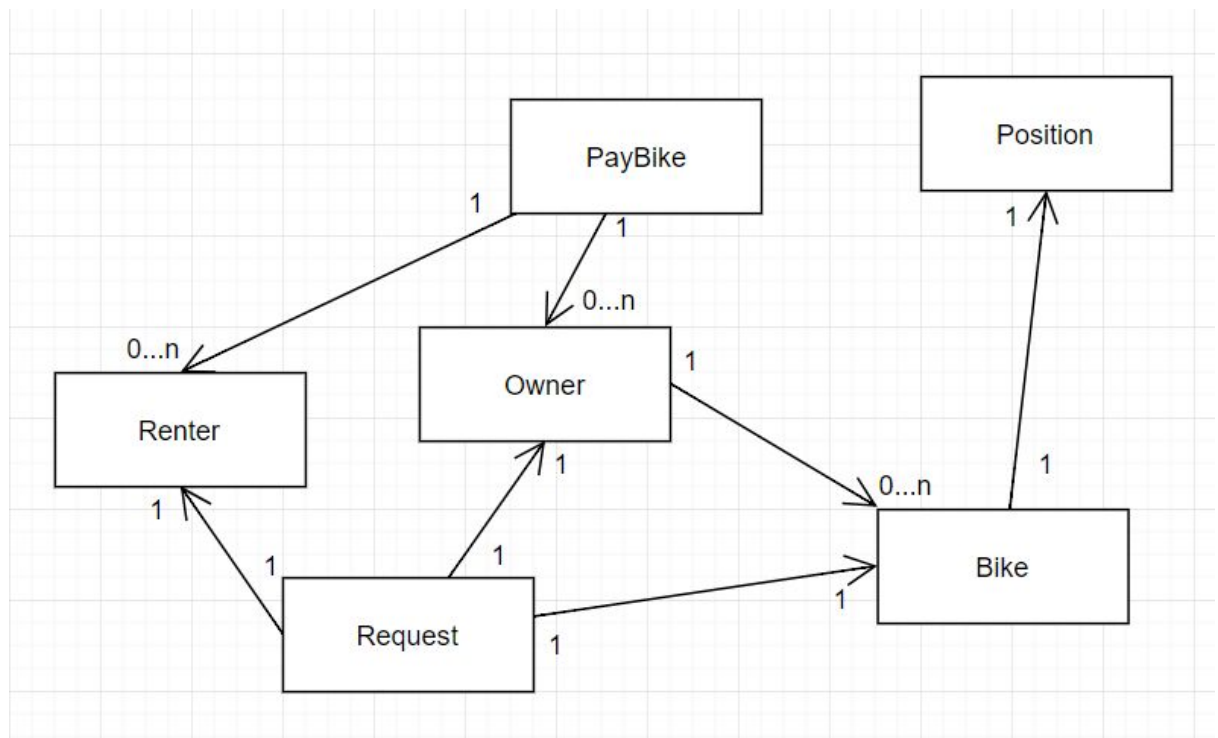 Position
PayBike
1
1
1
0...n
0...n
1
Owner
Renter
1
1
0...n
1
1
1
1
Bike
1
Request
1